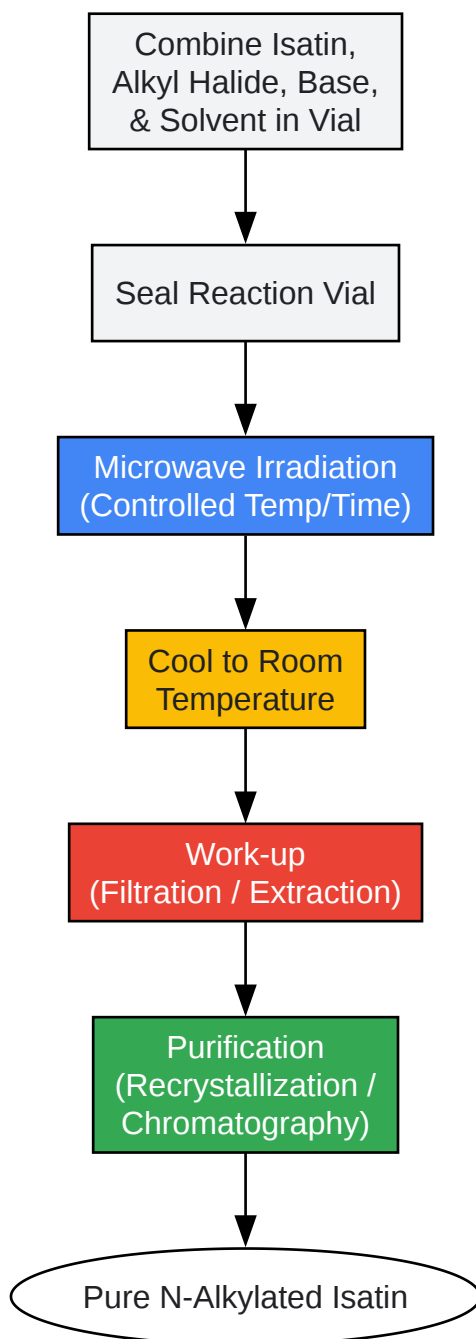 Combine Isatin,
Alkyl Halide, Base,
& Solvent in Vial
Seal Reaction Vial
Microwave Irradiation
(Controlled Temp/Time)
Cool to Room
Temperature
Work-up
(Filtration / Extraction)
Purification
(Recrystallization /
Chromatography)
Pure N-Alkylated Isatin